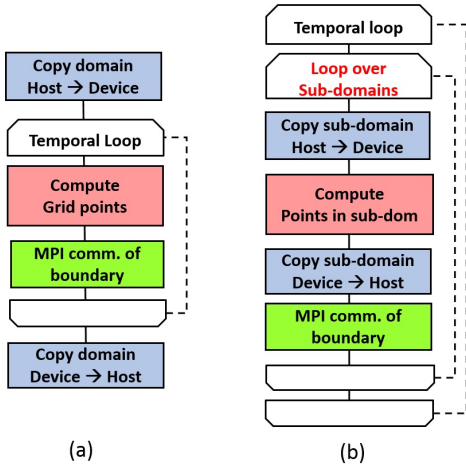 Copy domain
Host → Device
Temporal Loop
Compute
Grid points
MPI comm. of
boundary
Copy domain
Device → Host
(a)
Temporal loop
Loop over
Sub-domains
Copy sub-domain
Host → Device
Compute
Points in sub-dom
Copy sub-domain
Device → Host
MPI comm. of
boundary
(b)